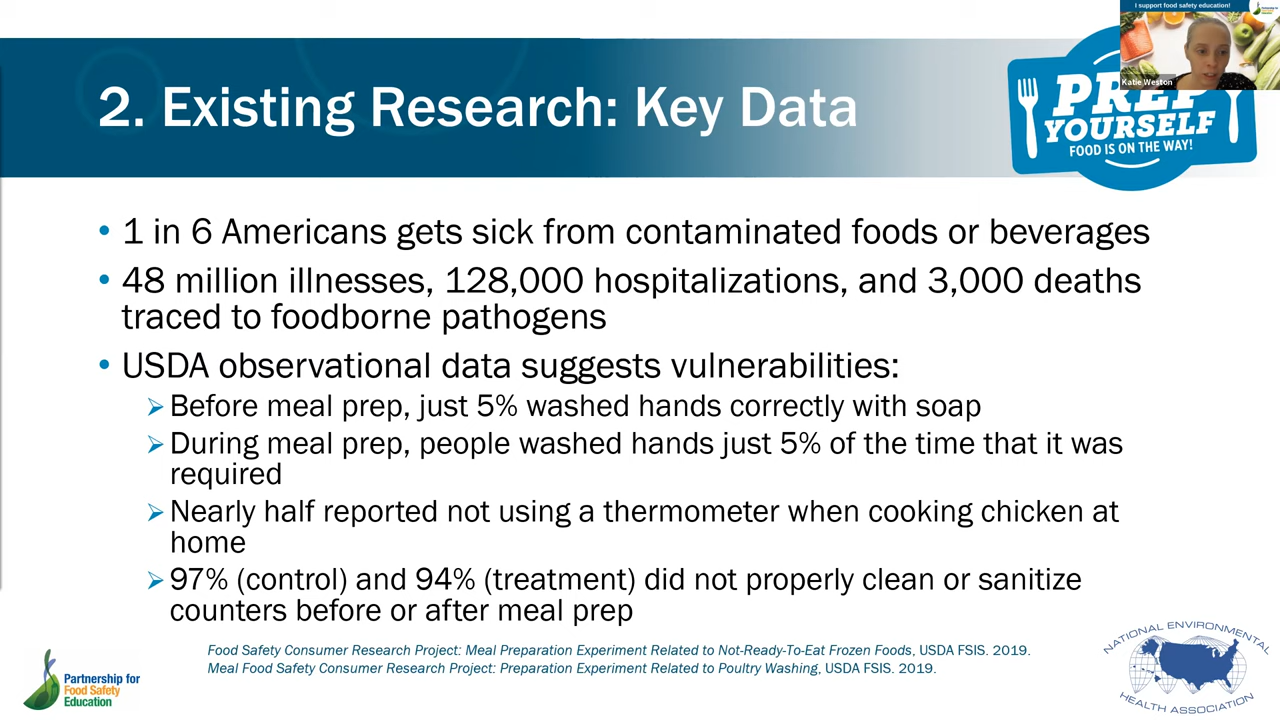 I support food safety education!
Partnership for
Food Safety
Education
Katie Weston
2. Existing Research: Key Data
PREP
YOURSELF
FOOD IS ON THE WAY!
• 1 in 6 Americans gets sick from contaminated foods or beverages
• 48 million illnesses, 128,000 hospitalizations, and 3,000 deaths
traced to foodborne pathogens
• USDA observational data suggests vulnerabilities:
➢ Before meal prep, just 5% washed hands correctly with soap
➢ During meal prep, people washed hands just 5% of the time that it was
required
➢ Nearly half reported not using a thermometer when cooking chicken at
home
➢ 97% (control) and 94% (treatment) did not properly clean or sanitize
counters before or after meal prep
Food Safety Consumer Research Project: Meal Preparation Experiment Related to Not-Ready-To-Eat Frozen Foods, USDA FSIS. 2019.
Meal Food Safety Consumer Research Project: Preparation Experiment Related to Poultry Washing, USDA FSIS. 2019.
Partnership for
Food Safety
Education
NATIONAL ENVIRONMENTAL
HEALTH ASSOCIATION